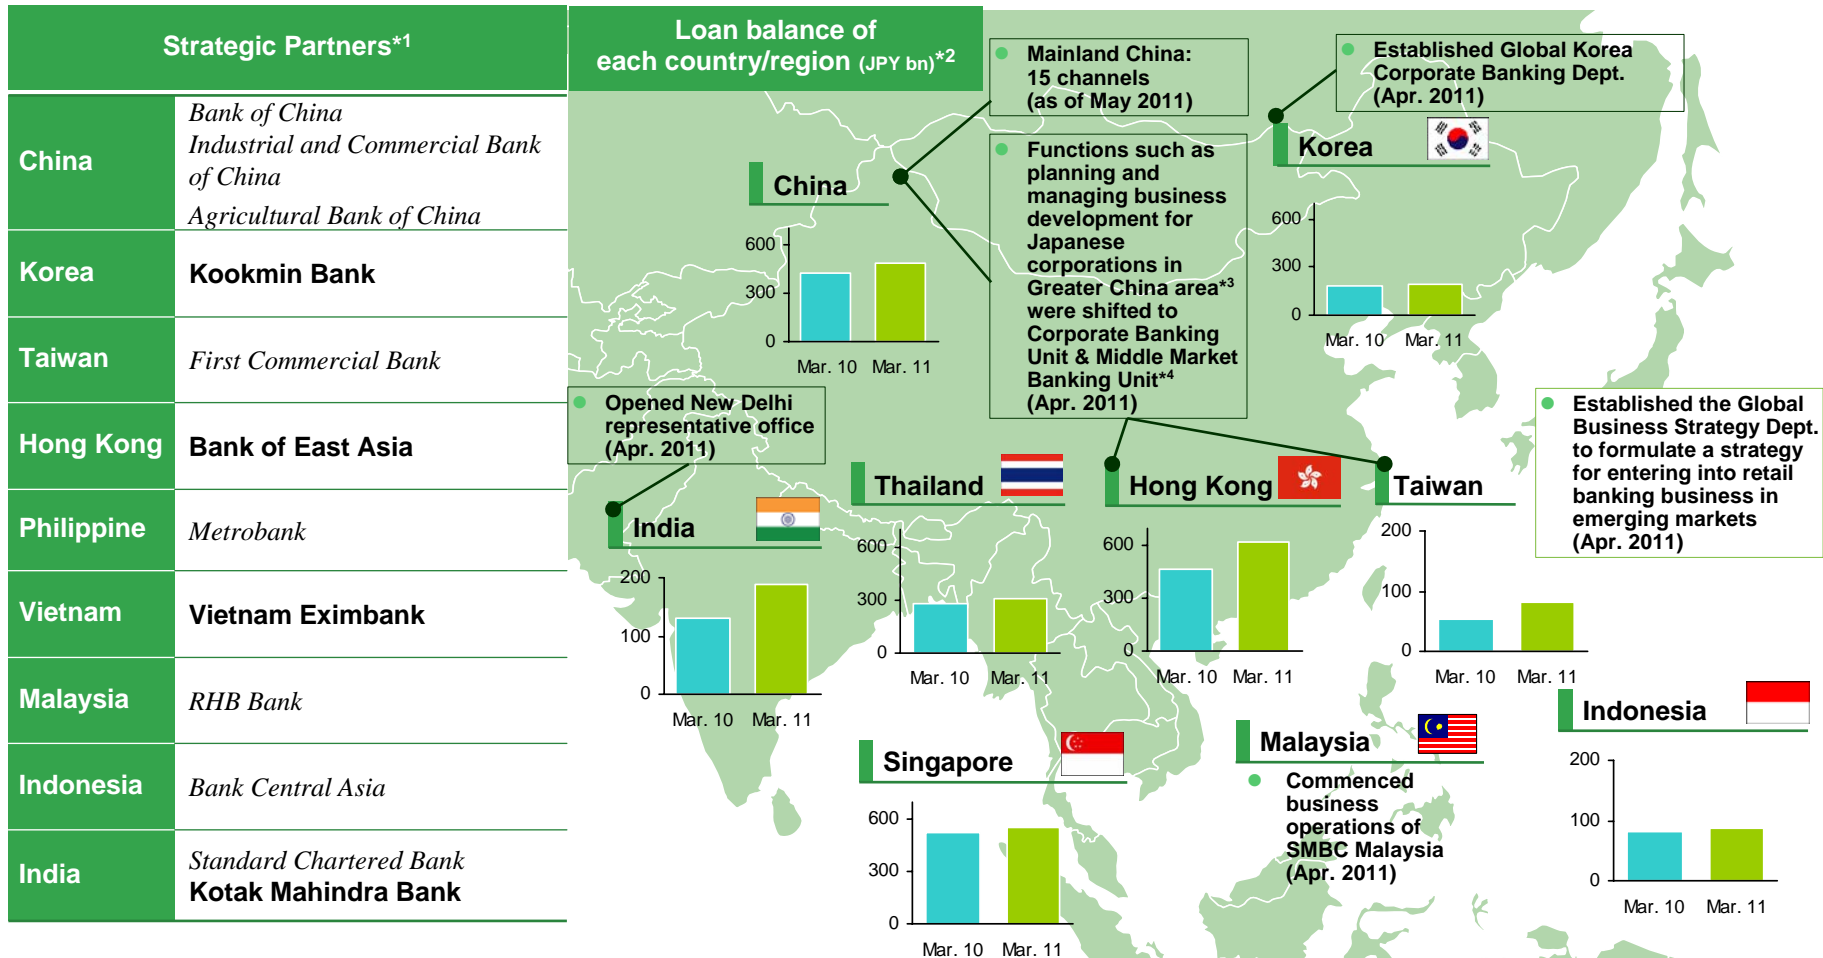 Strategic Partners*1
China
Bank of China
Industrial and Commercial Bank
of China
Agricultural Bank of China
Korea
Kookmin Bank
Taiwan
First Commercial Bank
Hong Kong
Bank of East Asia
Philippine
Metrobank
Vietnam
Vietnam Eximbank
Malaysia
RHB Bank
Indonesia
Bank Central Asia
India
Standard Chartered Bank
Kotak Mahindra Bank
Loan balance of
each country/region (JPY bn)*2
Mainland China:
15 channels
(as of May 2011)
Functions such as
planning and
managing business
development for
Japanese
corporations in
Greater China area*3
were shifted to
Corporate Banking
Unit & Middle Market
Banking Unit*4
(Apr. 2011)
Established Global Korea
Corporate Banking Dept.
(Apr. 2011)
China
600
300
0
Mar. 10 Mar. 11
Korea
600
300
0
Mar. 10 Mar. 11
Opened New Delhi
representative office
(Apr. 2011)
India
200
100
0
Mar. 10 Mar. 11
Thailand
600
300
0
Mar. 10 Mar. 11
Hong Kong
600
300
0
Mar. 10 Mar. 11
Taiwan
200
100
0
Mar. 10 Mar. 11
Established the Global
Business Strategy Dept.
to formulate a strategy
for entering into retail
banking business in
emerging markets
(Apr. 2011)
Singapore
600
300
0
Mar. 10 Mar. 11
Malaysia
Commenced
business
operations of
SMBC Malaysia
(Apr. 2011)
Indonesia
200
100
0
Mar. 10 Mar. 11